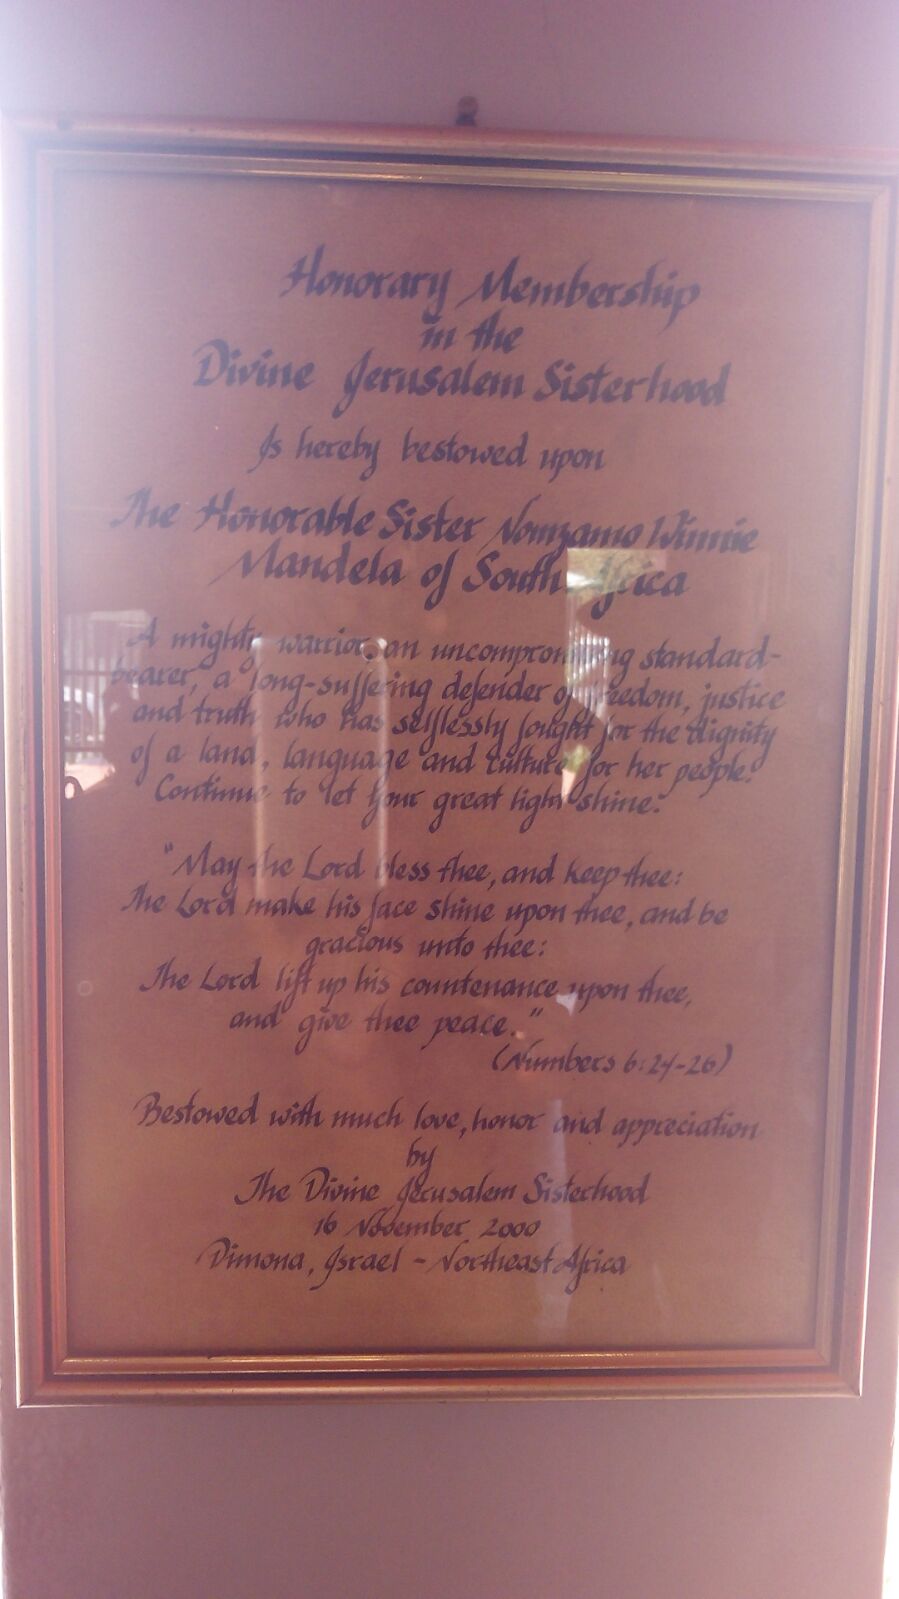 Honorary Membership
in the
Divine Jerusalem Sisterhood
Is hereby bestowed upon
The Honorable Sister Nomzamo Winnie
Mandela of South Africa
A mighty warrior, an uncompromising standard-
bearer, a long-suffering defender of freedom, justice
and truth who has selflessly fought for the dignity
of a land, language and culture for her people.
Continue to let your great light shine.
"May the Lord bless thee, and keep thee:
The Lord make his face shine upon thee, and be
gracious unto thee:
The Lord lift up his countenance upon thee,
and give thee peace."
(Numbers 6:24-26)
Bestowed with much love, honor and appreciation
by
The Divine Jerusalem Sisterhood
16 November 2000
Dimona, Israel - Northeast Africa